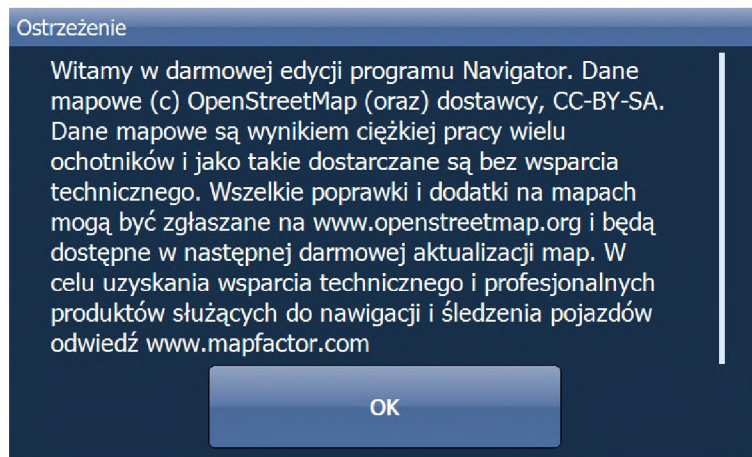 Ostrzeżenie
Witamy w darmowej edycji programu Navigator. Dane
mapowe (c) OpenStreetMap (oraz) dostawcy, CC-BY-SA.
Dane mapowe są wynikiem ciężkiej pracy wielu
ochotników i jako takie dostarczane są bez wsparcia
technicznego. Wszelkie poprawki i dodatki na mapach
mogą być zgłaszane na www.openstreetmap.org i będą
dostępne w następnej darmowej aktualizacji map. W
celu uzyskania wsparcia technicznego i profesjonalnych
produktów służących do nawigacji i śledzenia pojazdów
odwiedź www.mapfactor.com
OK